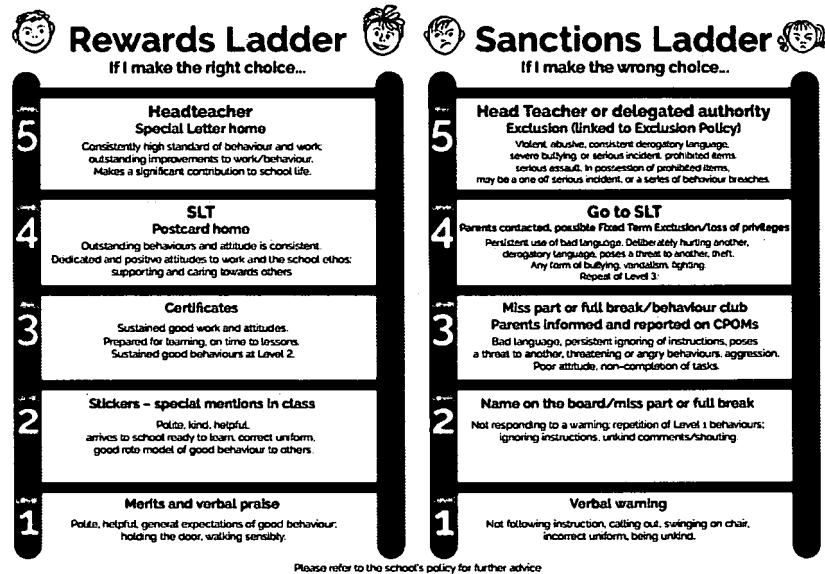 Rewards Ladder
If I make the right choice...
5
Headteacher
Special Letter home
Consistently high standard of behaviour and work;
outstanding improvements to work/behaviour.
Makes a significant contribution to school life.
4
SLT
Postcard home
Outstanding behaviours and attitude is consistent.
Dedicated and positive attitudes to work and the school ethos;
supporting and caring towards others
3
Certificates
Sustained good work and attitudes.
Prepared for learning, on time to lessons.
Sustained good behaviours at Level 2.
2
Stickers - special mentions in class
Polite, kind, helpful,
arrives to school ready to learn, correct uniform,
good role model of good behaviour to others.
1
Merits and verbal praise
Polite, helpful, general expectations of good behaviour;
holding the door, walking sensibly.
Sanctions Ladder
If I make the wrong choice...
5
Head Teacher or delegated authority
Exclusion (linked to Exclusion Policy)
Violent, abusive, consistent derogatory language,
severe bullying, or serious incident, prohibited items.
serious assault. In possession of prohibited items,
may be a one off serious incident, or a series of behaviour breaches.
4
Go to SLT
Parents contacted, possible Fixed Term Exclusion/loss of privileges
Persistent use of bad language. Deliberately hurting another,
derogatory language, poses a threat to another, theft.
Any form of bullying, vandalism, fighting.
Repeat of Level 3.
3
Miss part or full break/behaviour club
Parents informed and reported on CPOMs
Bad language, persistent ignoring of instructions, poses
a threat to another, threatening or angry behaviours, aggression.
Poor attitude, non-completion of tasks.
2
Name on the board/miss part or full break
Not responding to a warning; repetition of Level 1 behaviours;
ignoring instructions, unkind comments/shouting.
1
Verbal warning
Not following instruction, calling out, swinging on chair,
incorrect uniform, being unkind.
Please refer to the school's policy for further advice